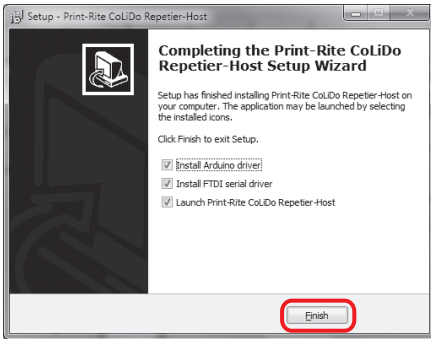 Setup - Print-Rite CoLiDo Repetier-Host
Completing the Print-Rite CoLiDo
Repetier-Host Setup Wizard
Setup has finished installing Print-Rite CoLiDo Repetier-Host on
your computer. The application may be launched by selecting
the installed icons.
Click Finish to exit Setup.
Install Arduino driver
Install FTDI serial driver
Launch Print-Rite CoLiDo Repetier-Host
Finish